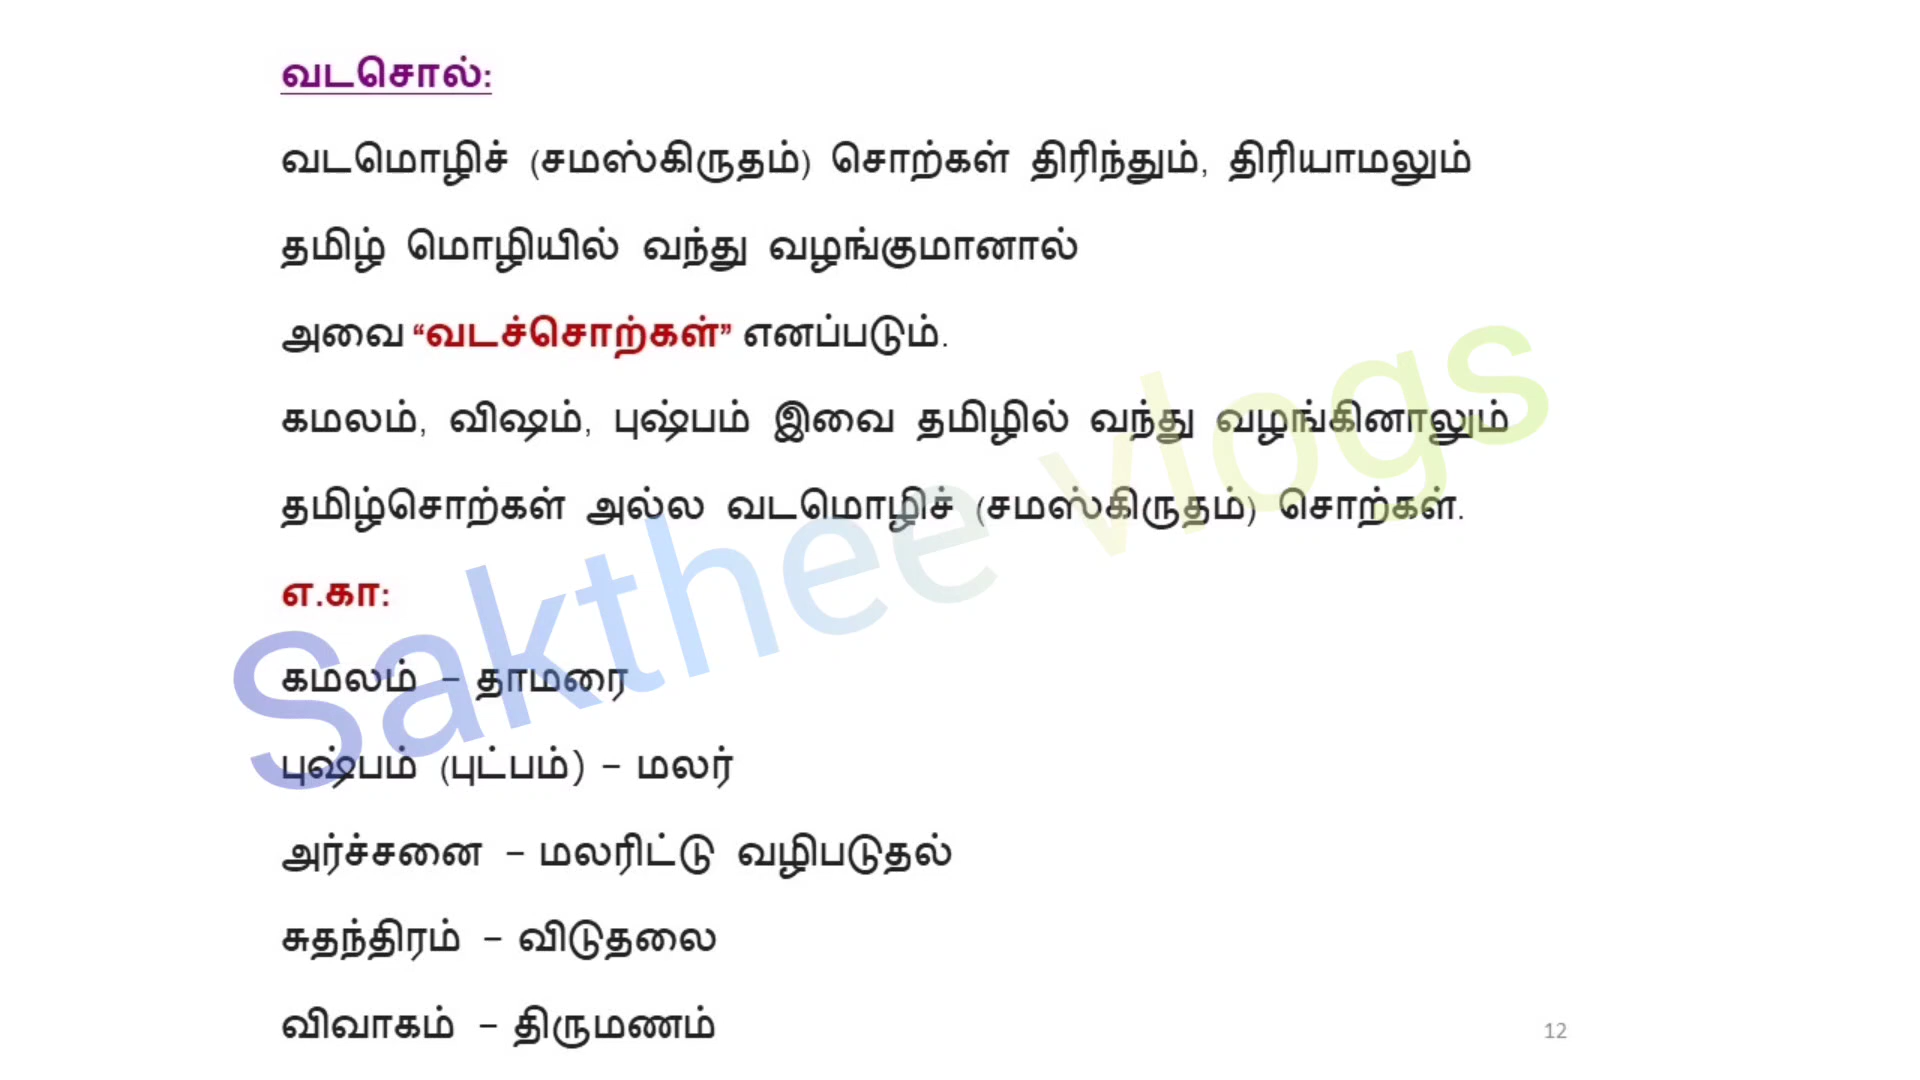 வடசொல்:
வடமொழிச் (சமஸ்கிருதம்) சொற்கள் திரிந்தும், திரியாமலும்
தமிழ் மொழியில் வந்து வழங்குமானால்
அவை “வடச்சொற்கள்” எனப்படும்.
கமலம், விஷம், புஷ்பம் இவை தமிழில் வந்து வழங்கினாலும்
தமிழ்சொற்கள் அல்ல வடமொழிச் (சமஸ்கிருதம்) சொற்கள்.
எ.கா:
கமலம் – தாமரை
புஷ்பம் (புட்பம்) – மலர்
அர்ச்சனை – மலரிட்டு வழிபடுதல்
சுதந்திரம் – விடுதலை
விவாகம் – திருமணம்
12
Sakthee vlogs